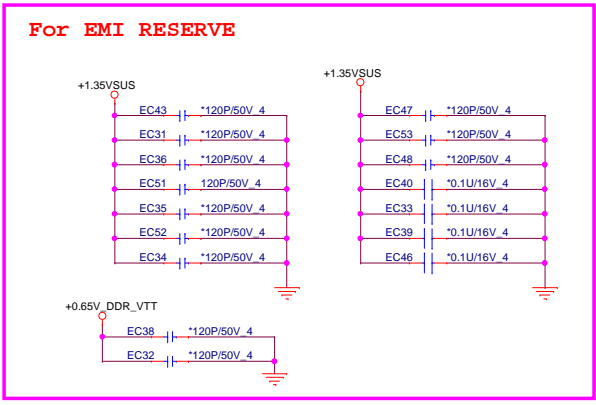 For EMI RESERVE
+1.35VSUS
EC43 *120P/50V_4
EC31 *120P/50V_4
EC36 *120P/50V_4
EC51 120P/50V_4
EC35 *120P/50V_4
EC52 *120P/50V_4
EC34 *120P/50V_4
+1.35VSUS
EC47 *120P/50V_4
EC53 *120P/50V_4
EC48 *120P/50V_4
EC40 *0.1U/16V_4
EC33 *0.1U/16V_4
EC39 *0.1U/16V_4
EC46 *0.1U/16V_4
+0.65V_DDR_VTT
EC38 *120P/50V_4
EC32 *120P/50V_4